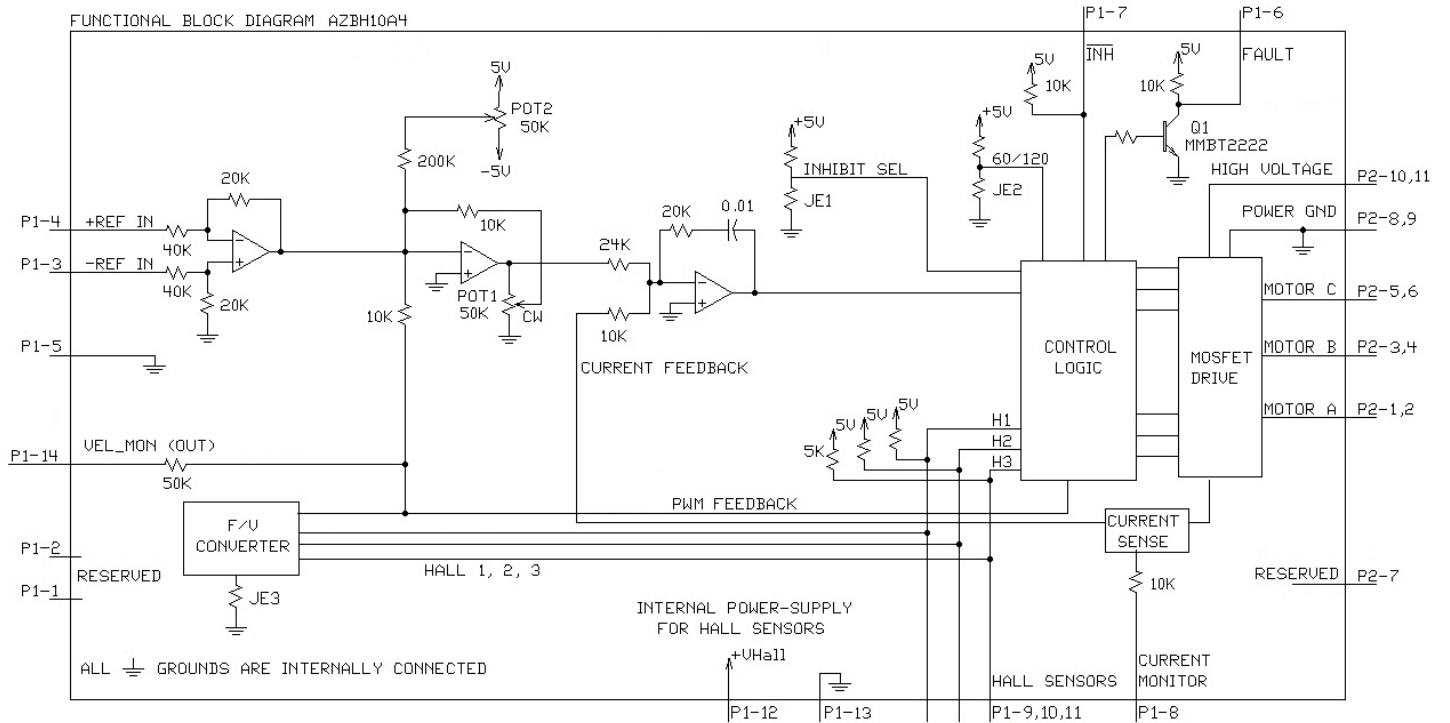 FUNCTIONAL BLOCK DIAGRAM AZBH10A4
P1-7
P1-6
INH
FAULT
5V
10K
5V
10K
Q1
MMBT2222
5V
POT2
50K
-5V
200K
+5V
INHIBIT SEL
JE1
+5V
60/120
JE2
HIGH VOLTAGE
P2-10,11
POWER GND
P2-8,9
MOTOR C
P2-5,6
MOTOR B
P2-3,4
MOTOR A
P2-1,2
P1-4
+REF IN
40K
20K
P1-3
-REF IN
40K
20K
10K
10K
POT1
50K
CW
24K
20K
0.01
10K
CURRENT FEEDBACK
CONTROL
LOGIC
MOSFET
DRIVE
P1-5
5V
5V
5V
5K
H1
H2
H3
P1-14
VEL_MON (OUT)
50K
PWM FEEDBACK
F/V
CONVERTER
CURRENT
SENSE
10K
P1-2
RESERVED
P1-1
JE3
HALL 1, 2, 3
RESERVED
P2-7
INTERNAL POWER-SUPPLY
FOR HALL SENSORS
+VHall
ALL GROUNDS ARE INTERNALLY CONNECTED
HALL SENSORS
CURRENT
MONITOR
P1-12
P1-13
P1-9,10,11
P1-8